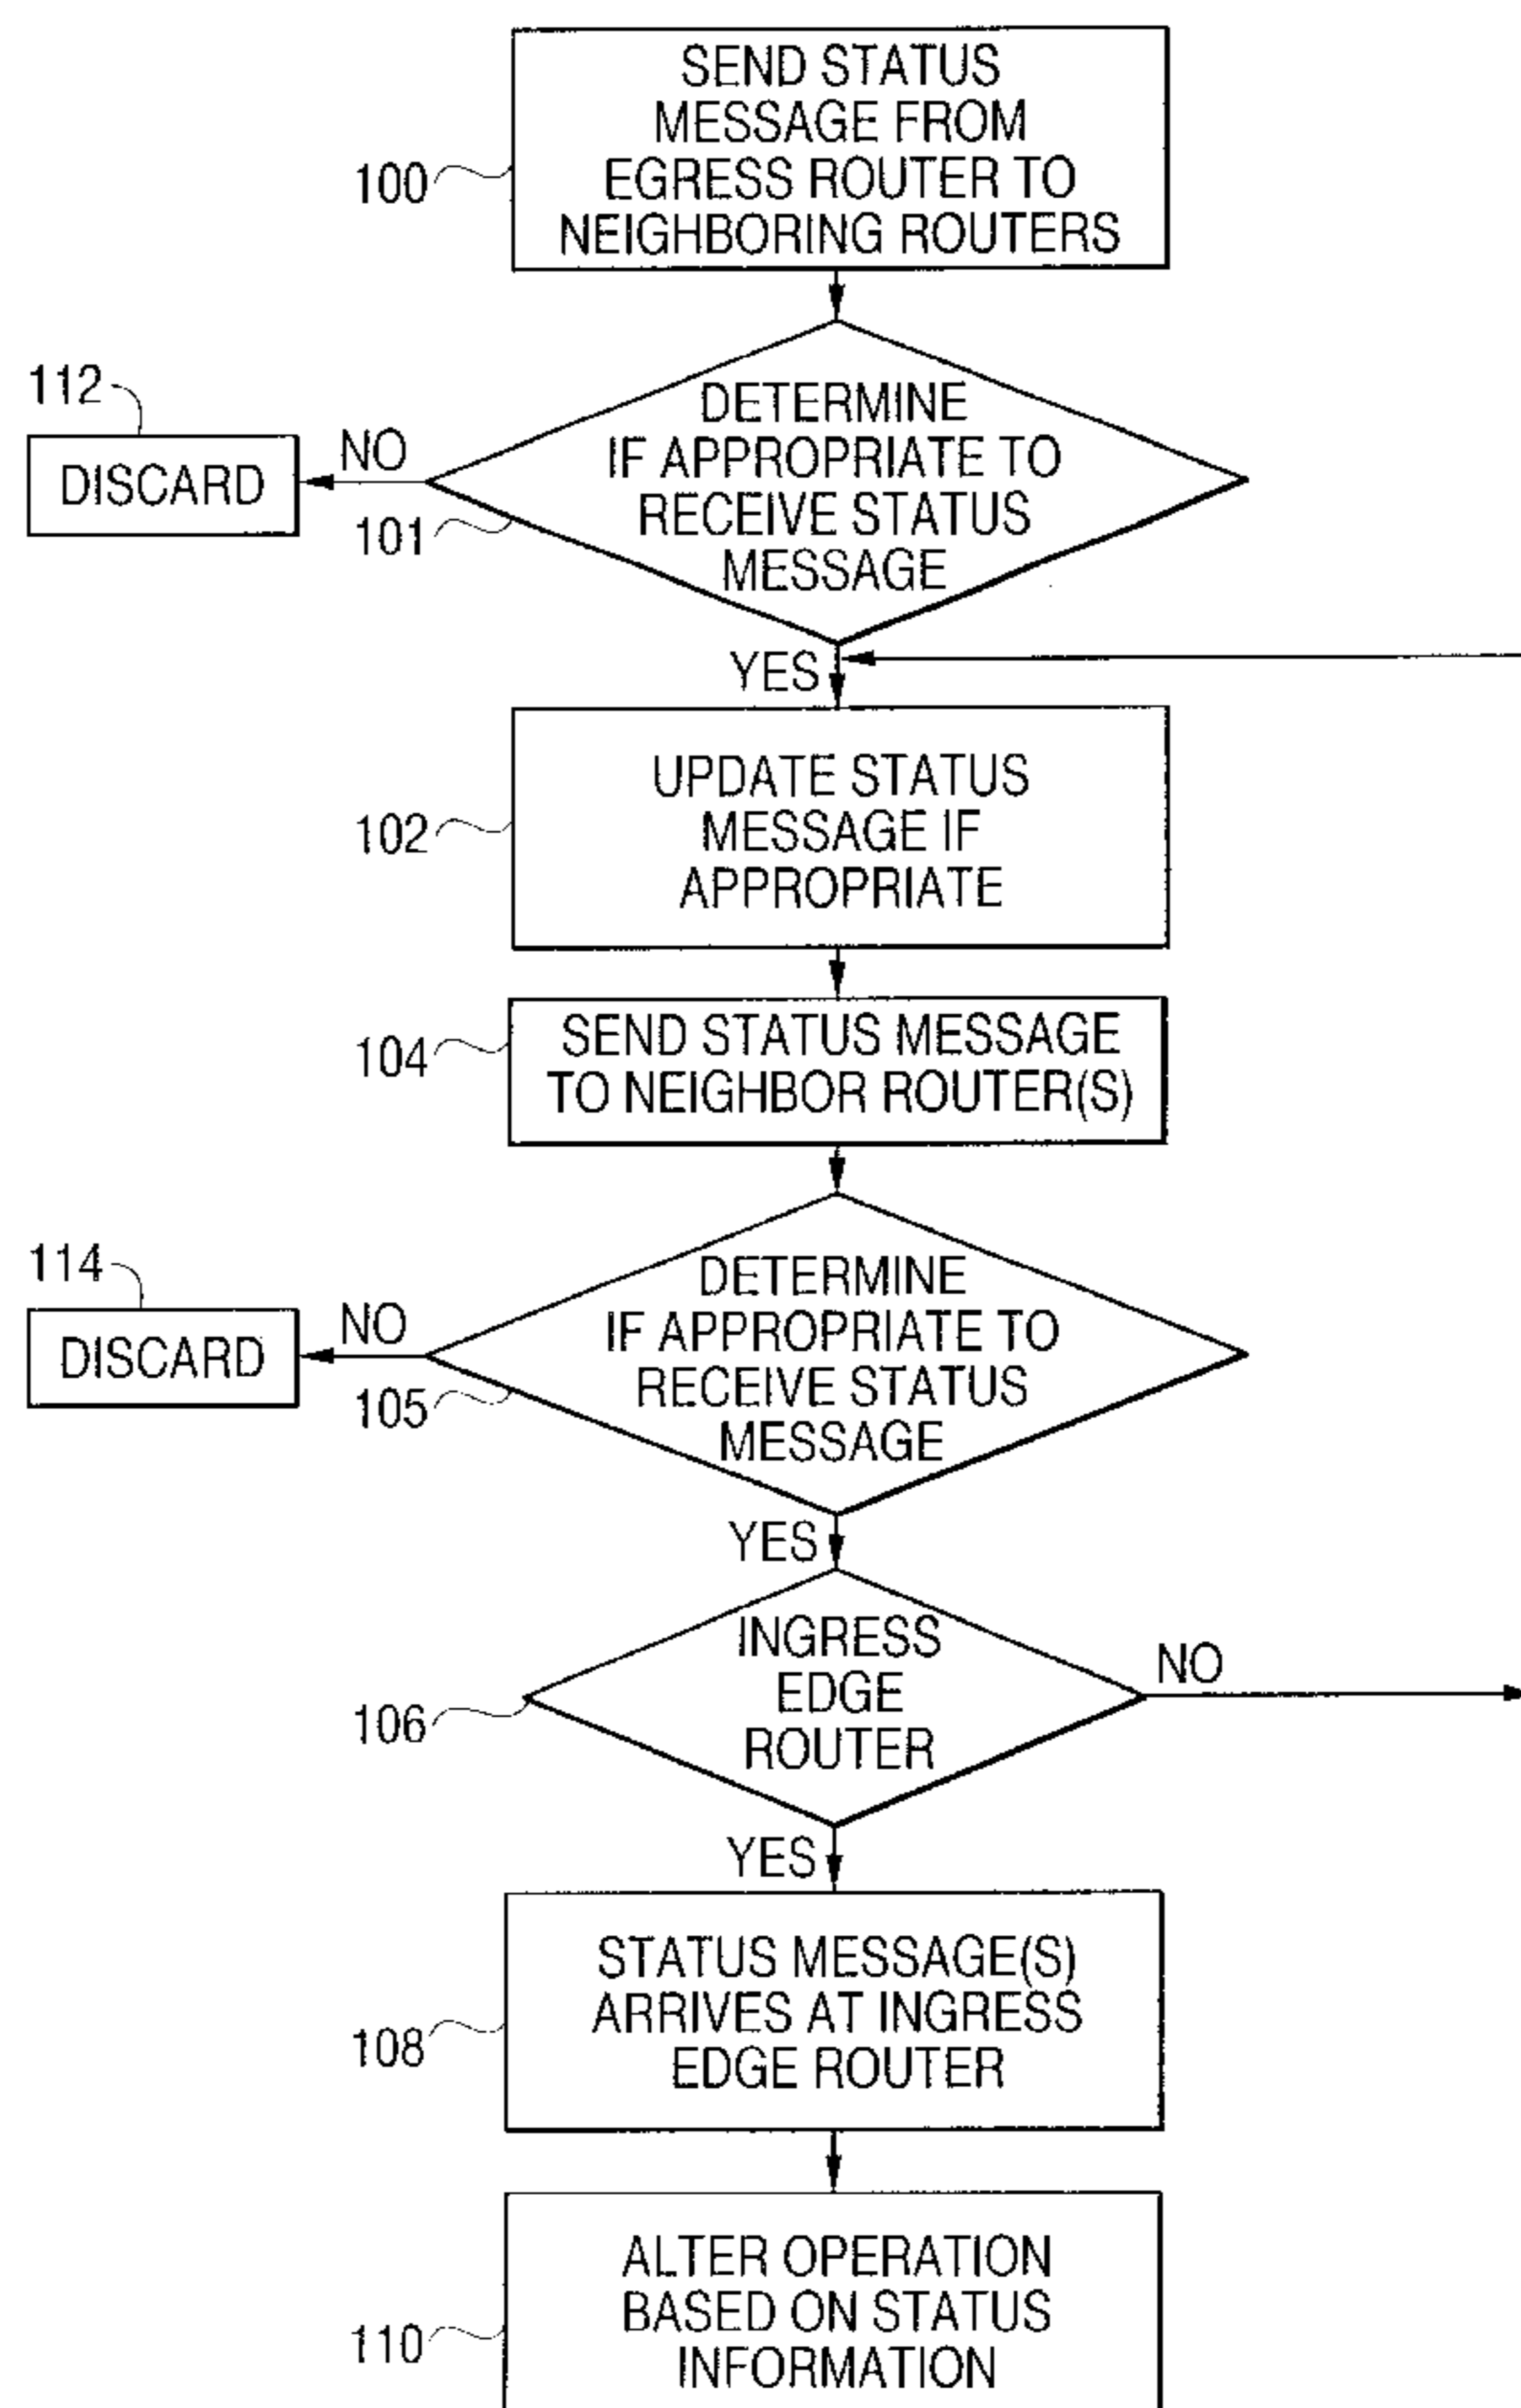 SEND STATUS
MESSAGE FROM
EGRESS ROUTER TO
NEIGHBORING ROUTERS
100
112
DISCARD
NO
DETERMINE
IF APPROPRIATE TO
RECEIVE STATUS
MESSAGE
101
YES
UPDATE STATUS
MESSAGE IF
APPROPRIATE
102
SEND STATUS MESSAGE
TO NEIGHBOR ROUTER(S)
104
114
DISCARD
NO
DETERMINE
IF APPROPRIATE TO
RECEIVE STATUS
MESSAGE
105
YES
INGRESS
EDGE
ROUTER
NO
106
YES
STATUS MESSAGE(S)
ARRIVES AT INGRESS
EDGE ROUTER
108
ALTER OPERATION
BASED ON STATUS
INFORMATION
110